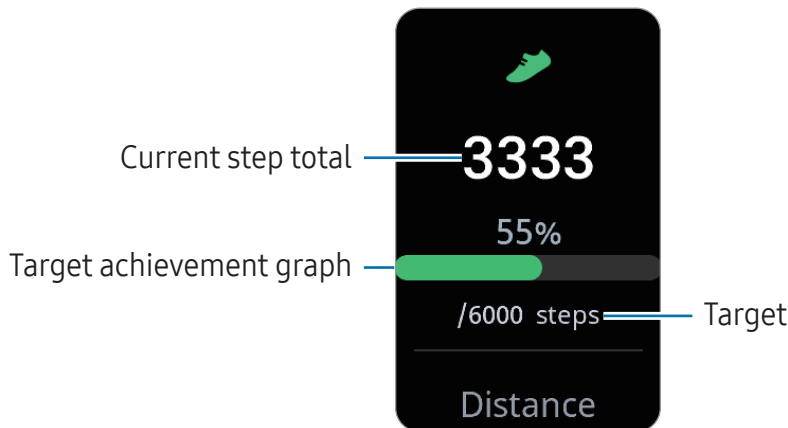 Current step total
3333
55%
Target achievement graph
/6000 steps
Target
Distance